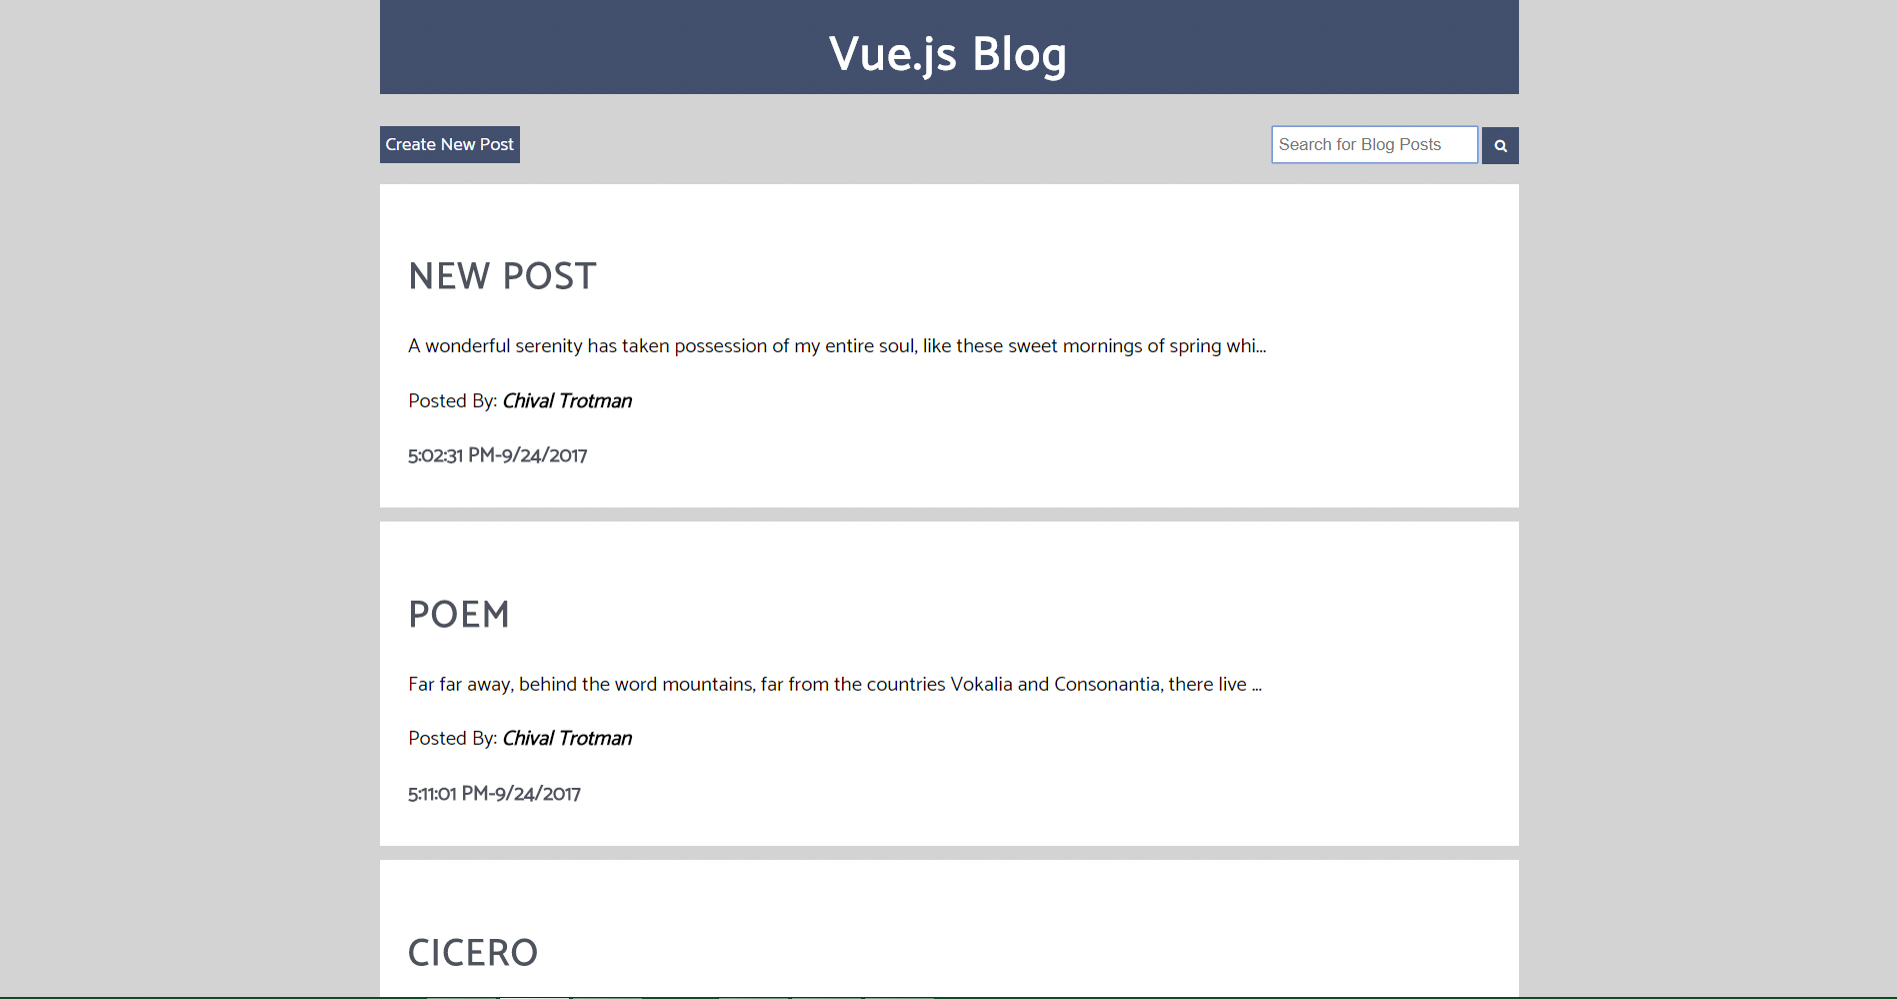 Vue.js Blog
Create New Post
Search for Blog Posts
NEW POST
A wonderful serenity has taken possession of my entire soul, like these sweet mornings of spring whi...
Posted By: Chival Trotman
5:02:31 PM-9/24/2017
POEM
Far far away, behind the word mountains, far from the countries Vokalia and Consonantia, there live ...
Posted By: Chival Trotman
5:11:01 PM-9/24/2017
CICERO